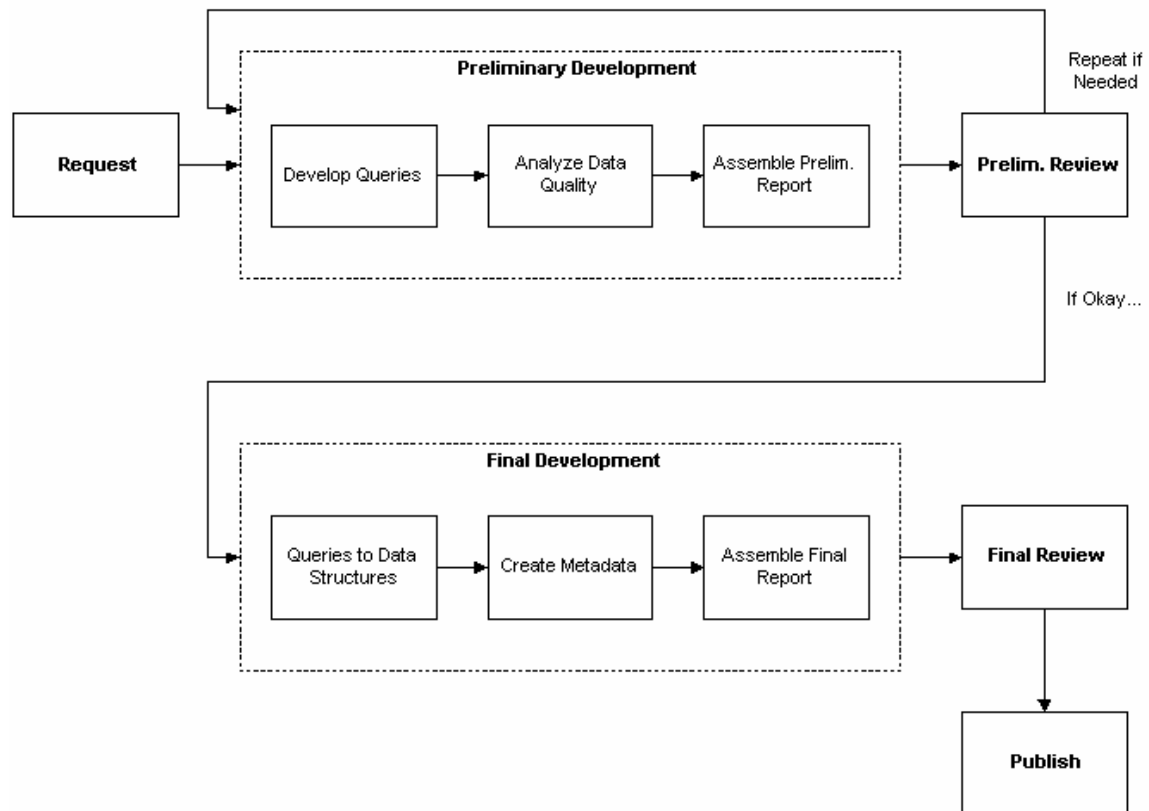 Preliminary Development
Repeat if
Needed
Request
Develop Queries
Analyze Data
Quality
Assemble Prelim.
Report
Prelim. Review
If Okay...
Final Development
Queries to Data
Structures
Create Metadata
Assemble Final
Report
Final Review
Publish